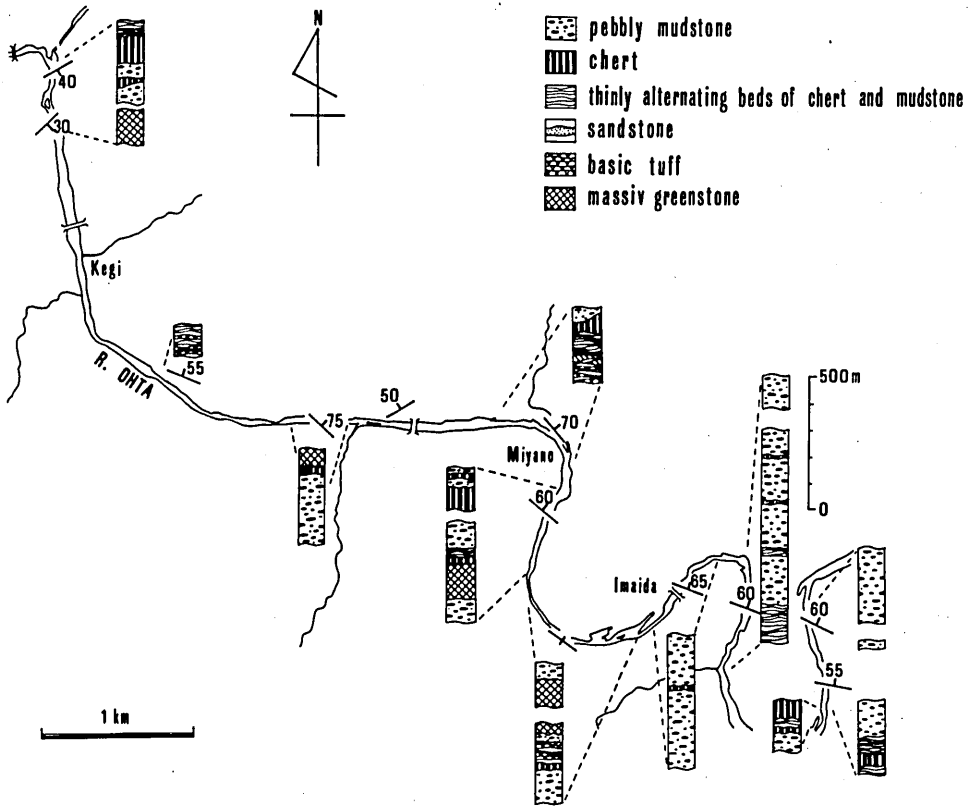 N
pebbly mudstone
chert
thinly alternating beds of chert and mudstone
sandstone
basic tuff
massiv greenstone
40
30
Kegi
R. OHTA
55
50
75
70
Miyano
60
500m
0
Imaida
65
60
60
55
1 km